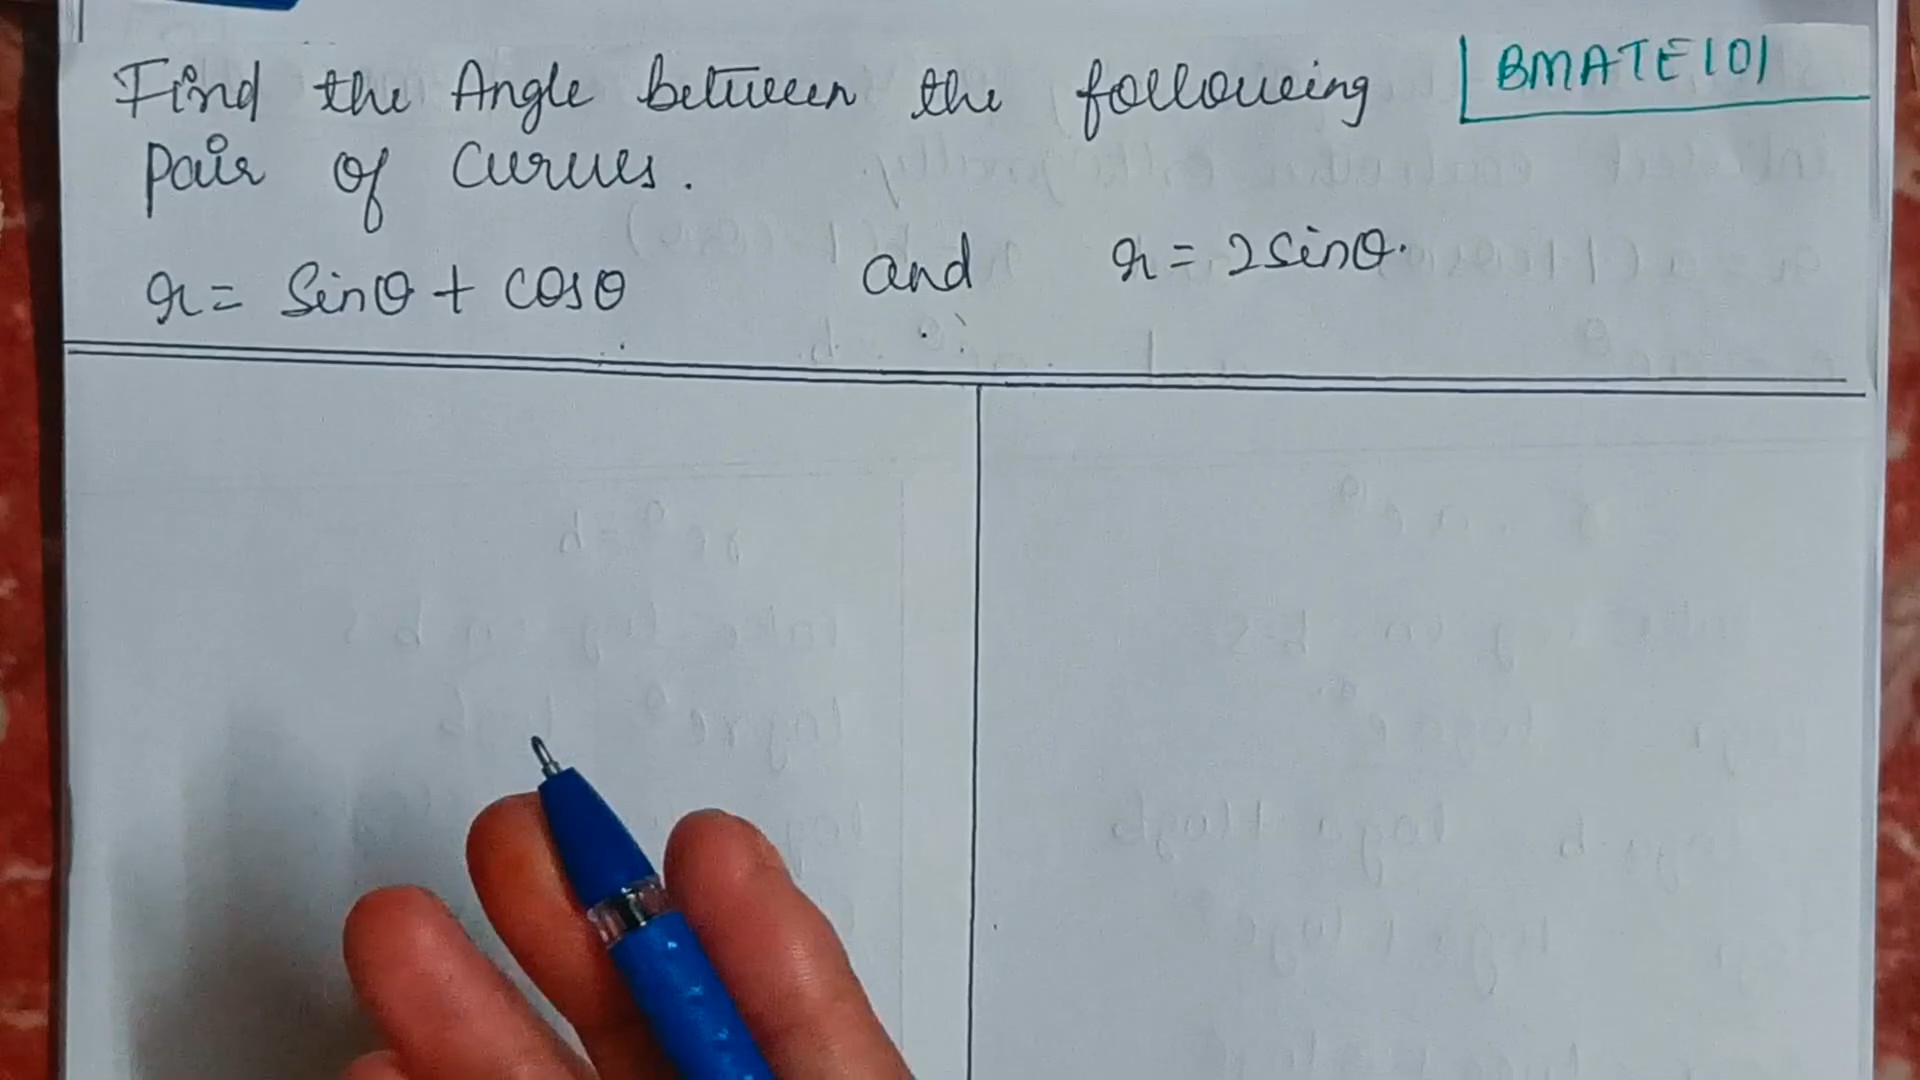 Find the Angle between the following
pair of curves.
BMATE101
r = sinθ + cosθ and r = 2sinθ.